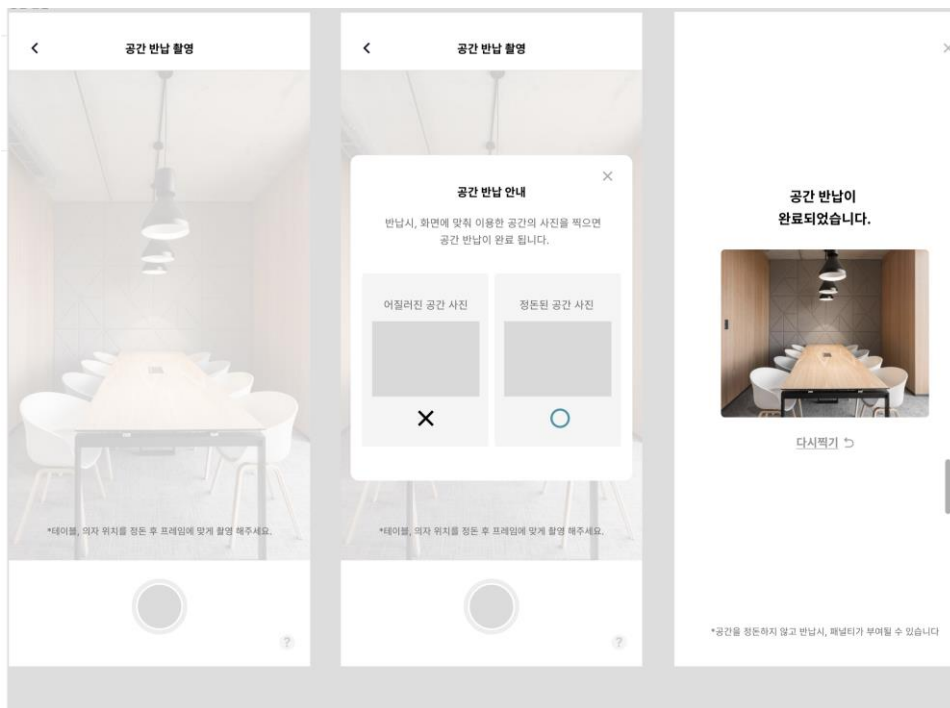 공간 반납 촬영
*테이블, 의자 위치를 정돈 후 프레임에 맞게 촬영 해주세요.
?
공간 반납 촬영
공간 반납 안내
반납시, 화면에 맞춰 이용한 공간의 사진을 찍으면
공간 반납이 완료 됩니다.
어질러진 공간 사진
정돈된 공간 사진
*테이블, 의자 위치를 정돈 후 프레임에 맞게 촬영 해주세요.
?
공간 반납이
완료되었습니다.
다시찍기
*공간을 정돈하지 않고 반납시, 패널티가 부여될 수 있습니다